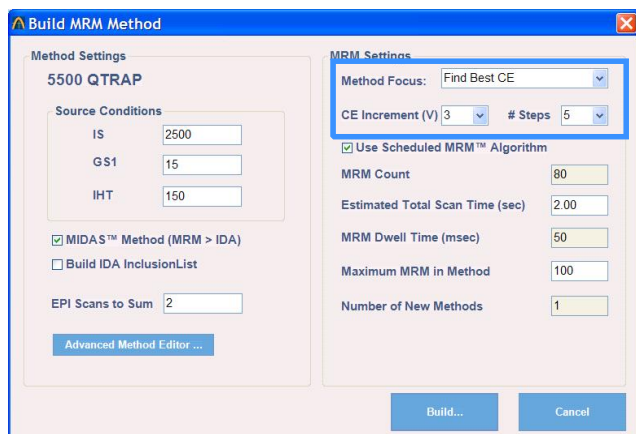 Build MRM Method
Method Settings
5500 QTRAP
Source Conditions
IS 2500
GS1 15
IHT 150
MIDAS™ Method (MRM > IDA)
Build IDA InclusionList
EPI Scans to Sum 2
Advanced Method Editor ...
MRM Settings
Method Focus: Find Best CE
CE Increment (V) 3 # Steps 5
Use Scheduled MRM™ Algorithm
MRM Count 80
Estimated Total Scan Time (sec) 2.00
MRM Dwell Time (msec) 50
Maximum MRM in Method 100
Number of New Methods 1
Build... Cancel